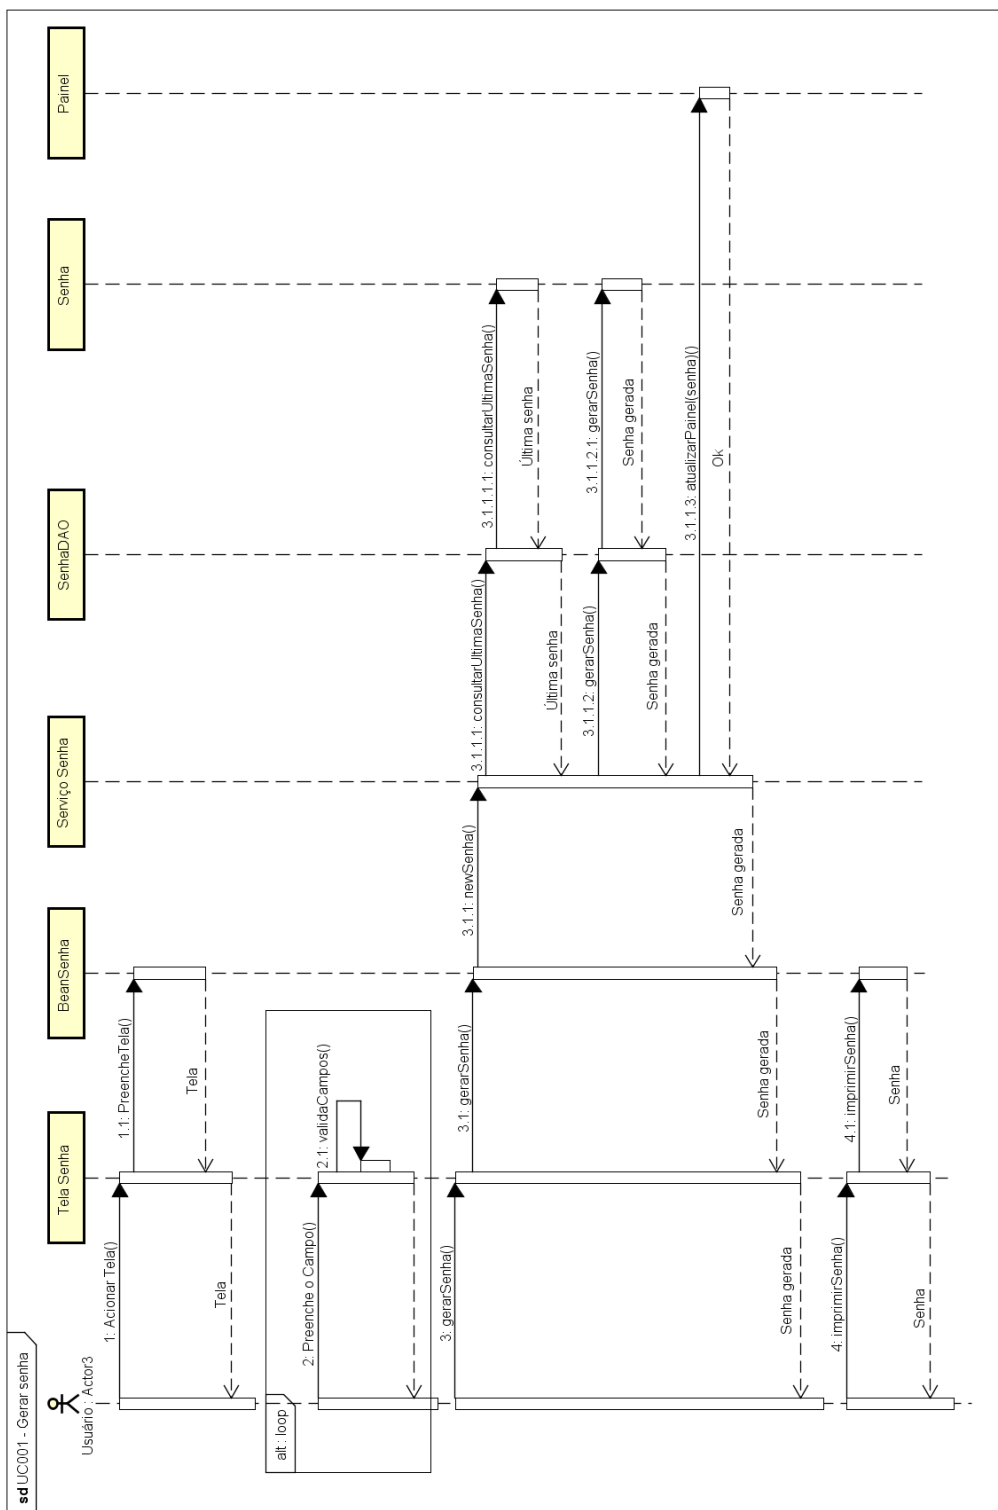 sd UC001 - Gerar senha
Usuário : Actor3
Tela Senha
BeanSenha
Serviço Senha
SenhaDAO
Senha
Painel
1: Acionar Tela()
1.1: PreencheTela()
Tela
Tela
alt : loop
2: Preenche o Campo()
2.1: validaCampos()
3: gerarSenha()
3.1: gerarSenha()
3.1.1: newSenha()
3.1.1.1: consultarUltimaSenha()
3.1.1.1.1: consultarUltimaSenha()
Última senha
Última senha
3.1.1.2: gerarSenha()
3.1.1.2.1: gerarSenha()
Senha gerada
Senha gerada
3.1.1.3: atualizarPainel(senha)()
Ok
Senha gerada
Senha gerada
Senha gerada
4: imprimirSenha()
4.1: imprimirSenha()
Senha
Senha